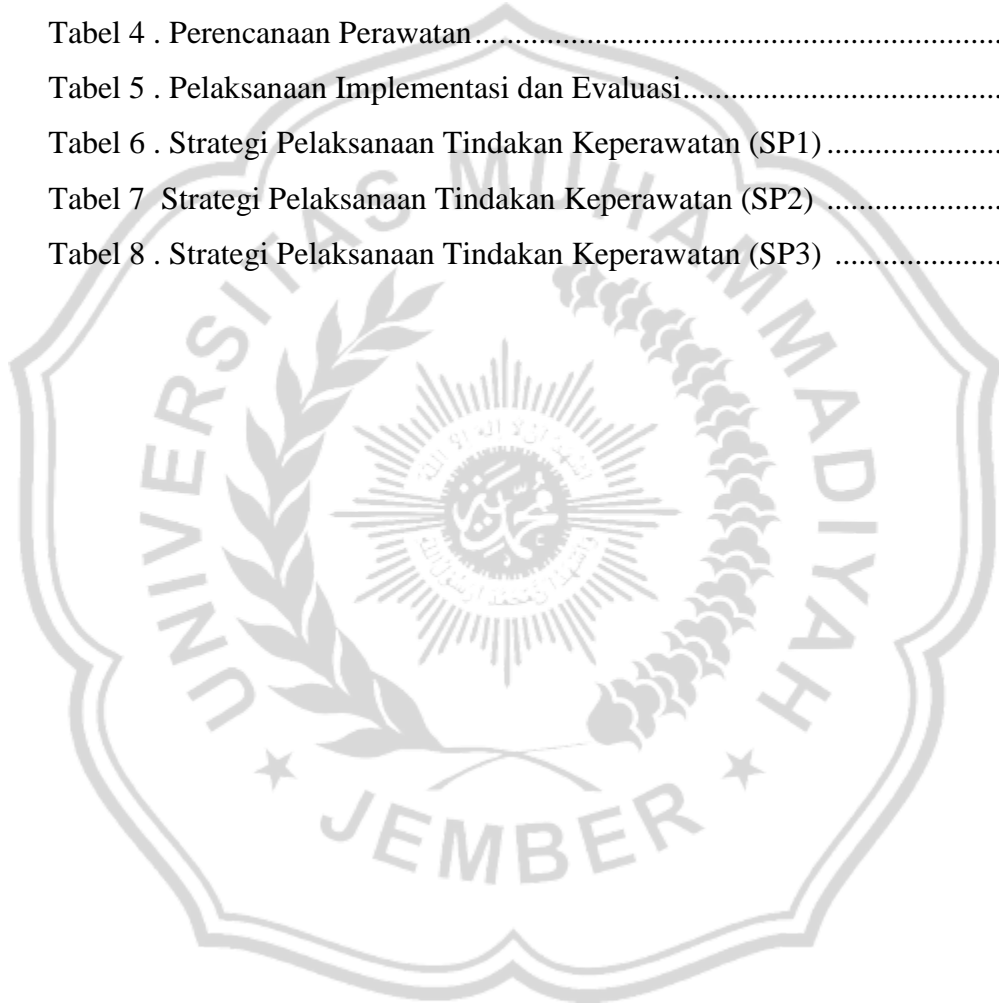 Tabel 4 . Perencanaan Perawatan.......................................................................
Tabel 5 . Pelaksanaan Implementasi dan Evaluasi........................................
Tabel 6 . Strategi Pelaksanaan Tindakan Keperawatan (SP1) .....................
Tabel 7  Strategi Pelaksanaan Tindakan Keperawatan (SP2) .....................
Tabel 8 . Strategi Pelaksanaan Tindakan Keperawatan (SP3) ....................
UNIVERSITAS MUHAMMADIYAH
JEMBER